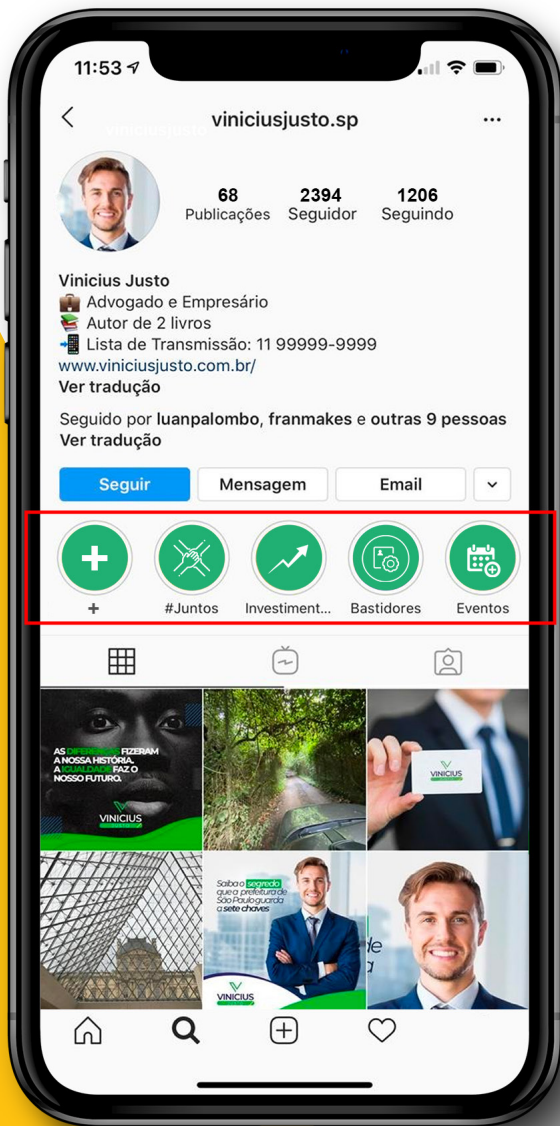 11:53
viniciusjusto.sp
viniciusjusto
68 2394 1206
Publicações Seguidor Seguindo
Vinicius Justo
Advogado e Empresário
Autor de 2 livros
Lista de Transmissão: 11 99999-9999
www.viniciusjusto.com.br/
Ver tradução
Seguido por luanpalombo, franmakes e outras 9 pessoas
Ver tradução
Seguir Mensagem Email
+ #Juntos Investiment... Bastidores Eventos
AS DIFERENÇAS FIZERAM
A NOSSA HISTÓRIA.
A IGUALDADE FAZ O
NOSSO FUTURO.
VINICIUS
VINICIUS
Saiba o segredo
que a prefeitura de
São Paulo guarda
a sete chaves
VINICIUS
de